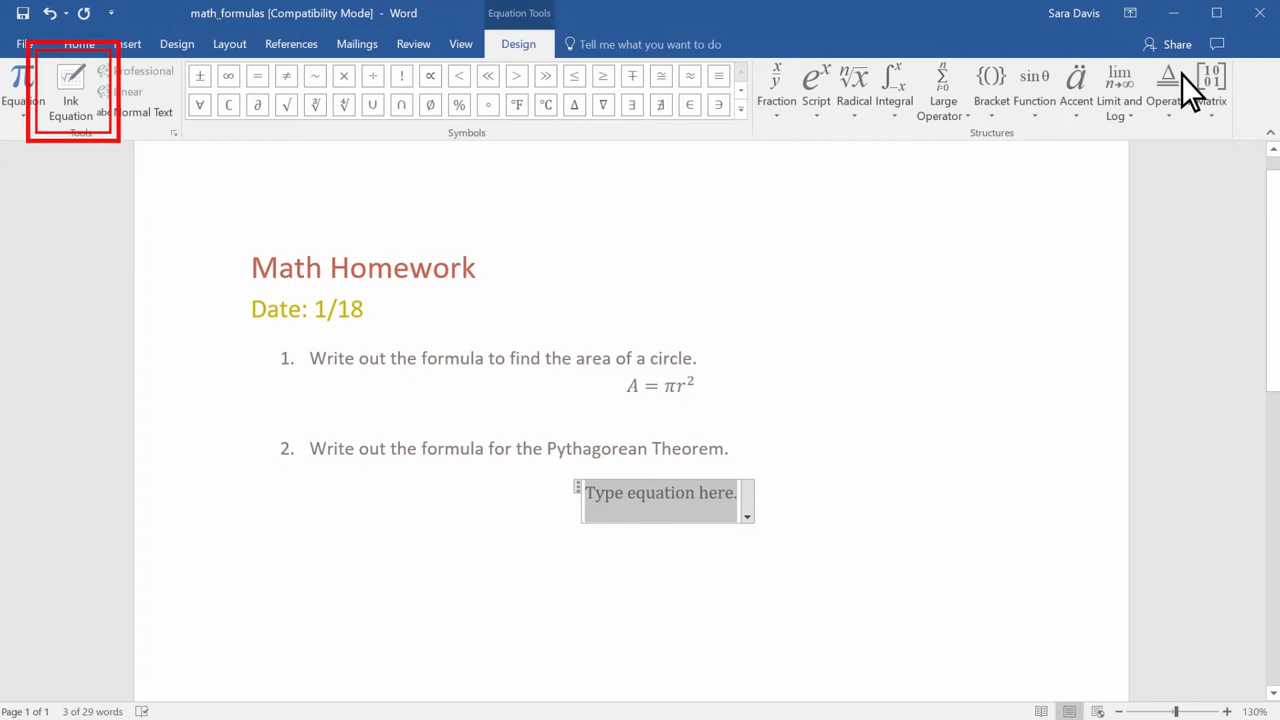 math_formulas [Compatibility Mode] - Word
Equation Tools
Sara Davis
Home
Insert
Design
Layout
References
Mailings
Review
View
Design
Tell me what you want to do
Share
Equation
Ink
Equation
Professional
Linear
abc Normal Text
Tools
± ∞ = ≠ ~ × ÷ ! ∝ < ≪ > ≫ ≤ ≥ ∓ ≅ ≈ ≡
∀ ∁ ∂ √ ∛ ∜ ∪ ∩ ∅ % ° °F °C ∆ ∇ ∃ ∄ ∈ ∋
Symbols
Fraction
Script
Radical
Integral
Large
Operator
Bracket
Function
Accent
Limit and
Log
Matrix
Structures
Math Homework
Date: 1/18
1. Write out the formula to find the area of a circle.
A = πr²
2. Write out the formula for the Pythagorean Theorem.
Type equation here.
Page 1 of 1
3 of 29 words
130%